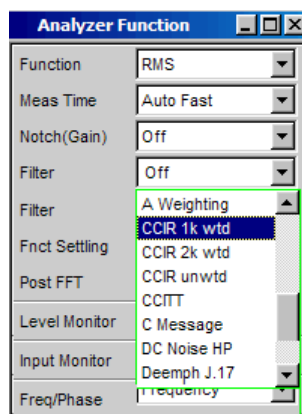 Analyzer Function
Function RMS
Meas Time Auto Fast
Notch(Gain) Off
Filter Off
Filter A Weighting
CCIR 1k wtd
Fnct Settling CCIR 2k wtd
CCIR unwtd
Post FFT CCITT
Level Monitor C Message
DC Noise HP
Input Monitor Deemph J.17
Freq/Phase Frequency